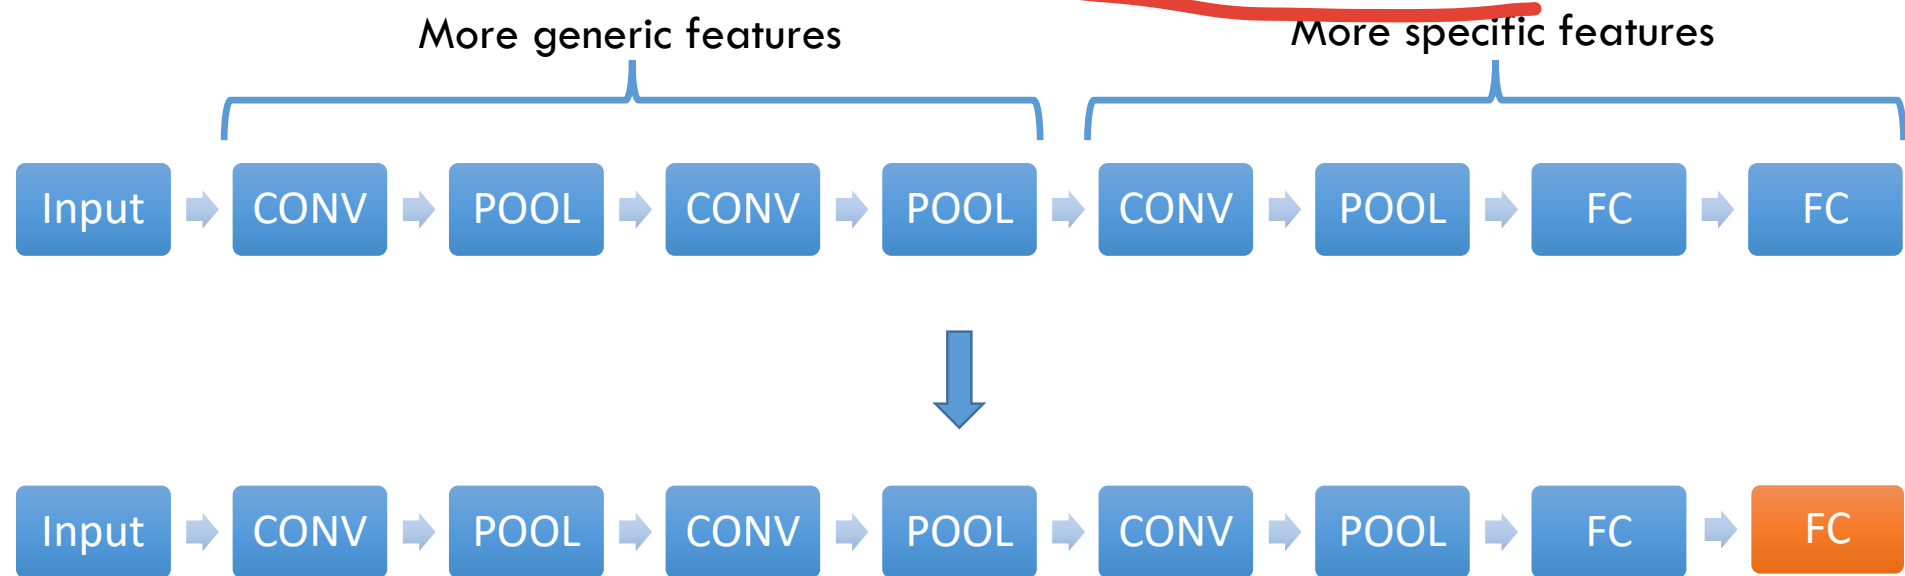 More generic features
More specific features
Input CONV POOL CONV POOL CONV POOL FC FC
Input CONV POOL CONV POOL CONV POOL FC FC